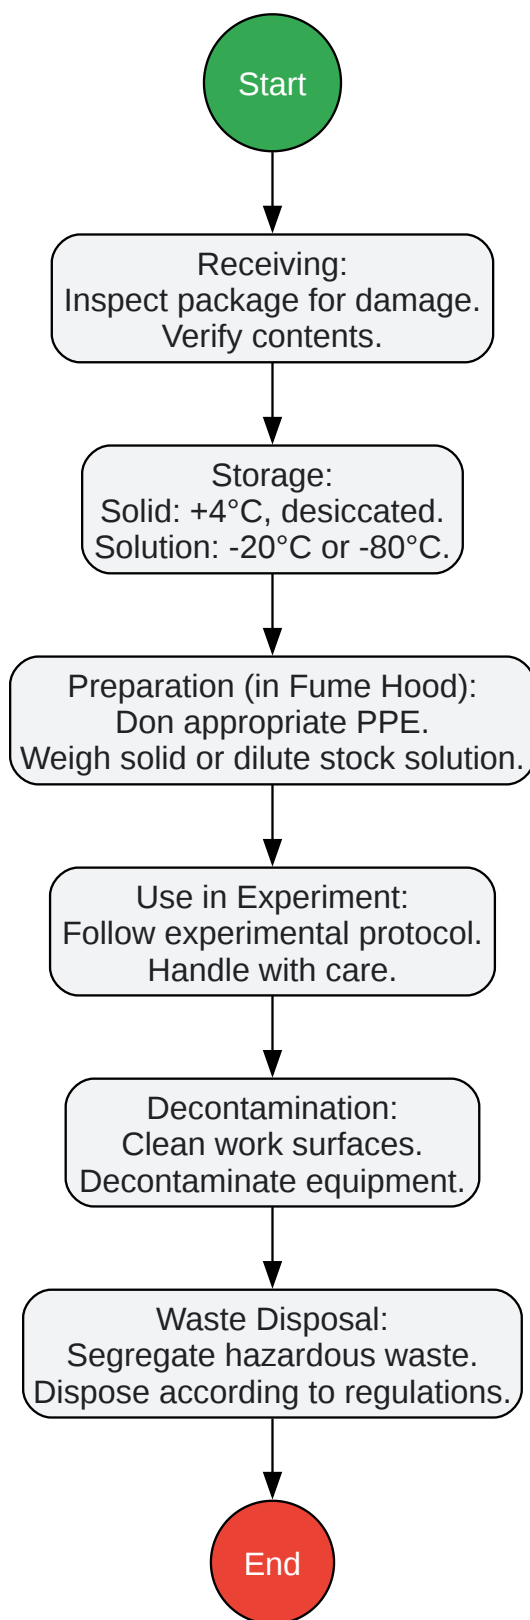 Start
Receiving:
Inspect package for damage.
Verify contents.
Storage:
Solid: +4°C, desiccated.
Solution: -20°C or -80°C.
Preparation (in Fume Hood):
Don appropriate PPE.
Weigh solid or dilute stock solution.
Use in Experiment:
Follow experimental protocol.
Handle with care.
Decontamination:
Clean work surfaces.
Decontaminate equipment.
Waste Disposal:
Segregate hazardous waste.
Dispose according to regulations.
End